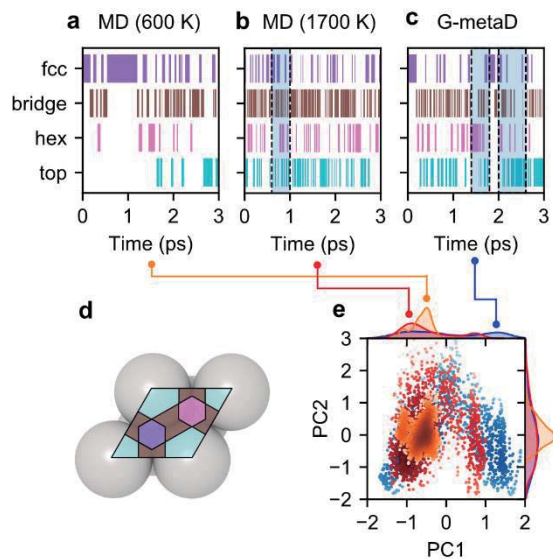 a MD (600 K)
b MD (1700 K)
c G-metaD
fcc
bridge
hex
top
0 1 2 3
0 1 2 3
0 1 2 3
Time (ps)
Time (ps)
Time (ps)
d
e
3
2
1
0
−1
−2
PC2
−2 −1 0 1 2
PC1